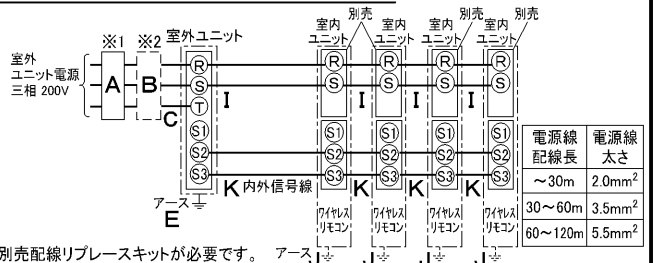 ※1 ※2 室外ユニット
室内ユニット 別売 室内ユニット 室内ユニット 別売 室内ユニット 別売
室外
ユニット電源
三相 200V
A B C
R S T S1 S2 S3
I I I I
R S S1 S2 S3
R S S1 S2 S3
R S S1 S2 S3
R S S1 S2 S3
K 内外信号線 K K K
アース
E
ワイヤレスリモコン ワイヤレスリモコン ワイヤレスリモコン ワイヤレスリモコン
電源線配線長 電源線太さ
～30m 2.0mm²
30～60m 3.5mm²
60～120m 5.5mm²
別売配線リプレースキットが必要です。 アース